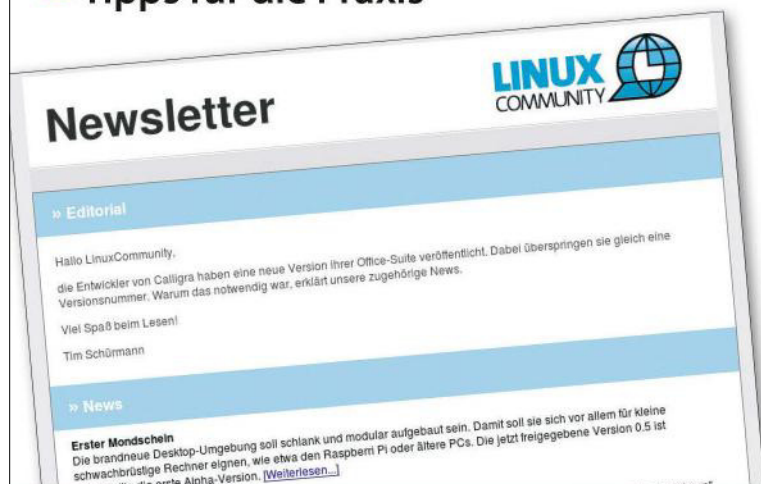 Tipps für die Praxis
LINUX
COMMUNITY
Newsletter
» Editorial
Hallo LinuxCommunity,
die Entwickler von Calligra haben eine neue Version ihrer Office-Suite veröffentlicht. Dabei überspringen sie gleich eine
Versionsnummer. Warum das notwendig war, erklärt unsere zugehörige News.
Viel Spaß beim Lesen!
Tim Schürmann
» News
Erster Mondschein
Die brandneue Desktop-Umgebung soll schlank und modular aufgebaut sein. Damit soll sie sich vor allem für kleine
schwachbrüstige Rechner eignen, wie etwa den Raspberri Pi oder ältere PCs. Die jetzt freigegebene Version 0.5 ist
die erste Alpha-Version. [Weiterlesen...]